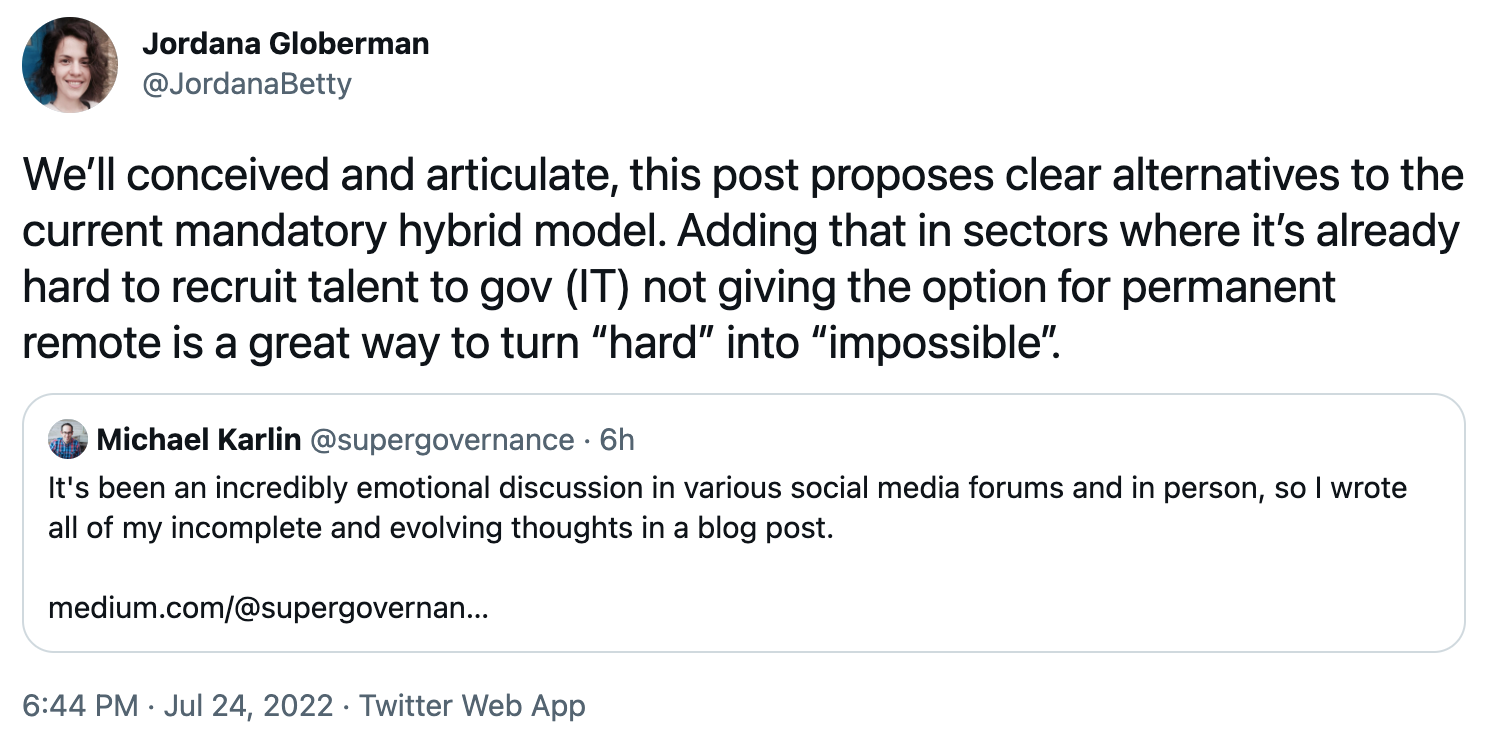 Jordana Globerman
@JordanaBetty
We’ll conceived and articulate, this post proposes clear alternatives to the
current mandatory hybrid model. Adding that in sectors where it’s already
hard to recruit talent to gov (IT) not giving the option for permanent
remote is a great way to turn “hard” into “impossible”.
Michael Karlin @supergovernance · 6h
It's been an incredibly emotional discussion in various social media forums and in person, so I wrote
all of my incomplete and evolving thoughts in a blog post.
medium.com/@supergovernan...
6:44 PM · Jul 24, 2022 · Twitter Web App